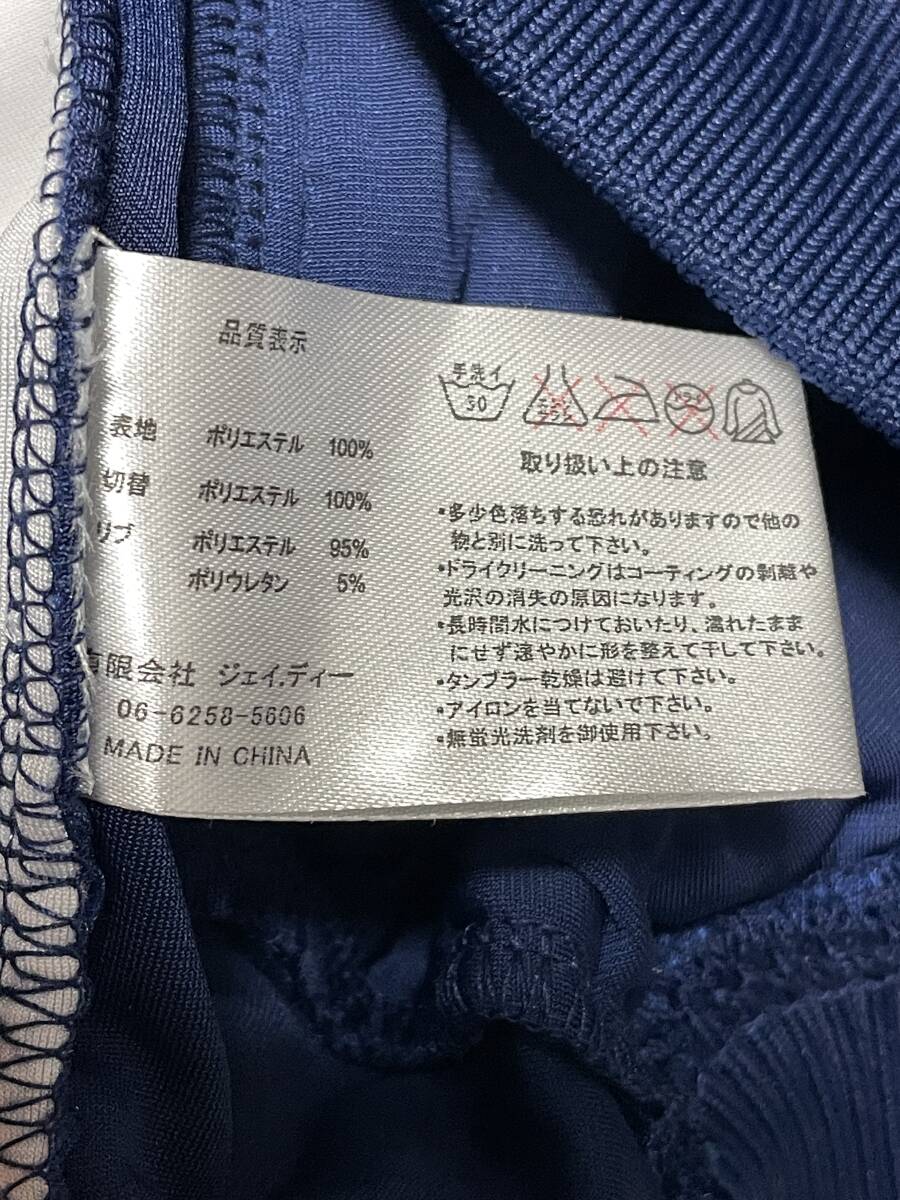 品質表示
表地 ポリエステル 100%
切替 ポリエステル 100%
リブ ポリエステル 95%
ポリウレタン 5%
有限会社 ジェイ.ディー
06-6258-5606
MADE IN CHINA
手洗イ
30
エンソ
ドライ
取り扱い上の注意
・多少色落ちする恐れがありますので他の
物と別に洗って下さい。
・ドライクリーニングはコーティングの剥離や
光沢の消失の原因になります。
・長時間水につけておいたり、濡れたまま
にせず速やかに形を整えて干して下さい。
・タンブラー乾燥は避けて下さい。
・アイロンを当てないで下さい。
・無蛍光洗剤を御使用下さい。